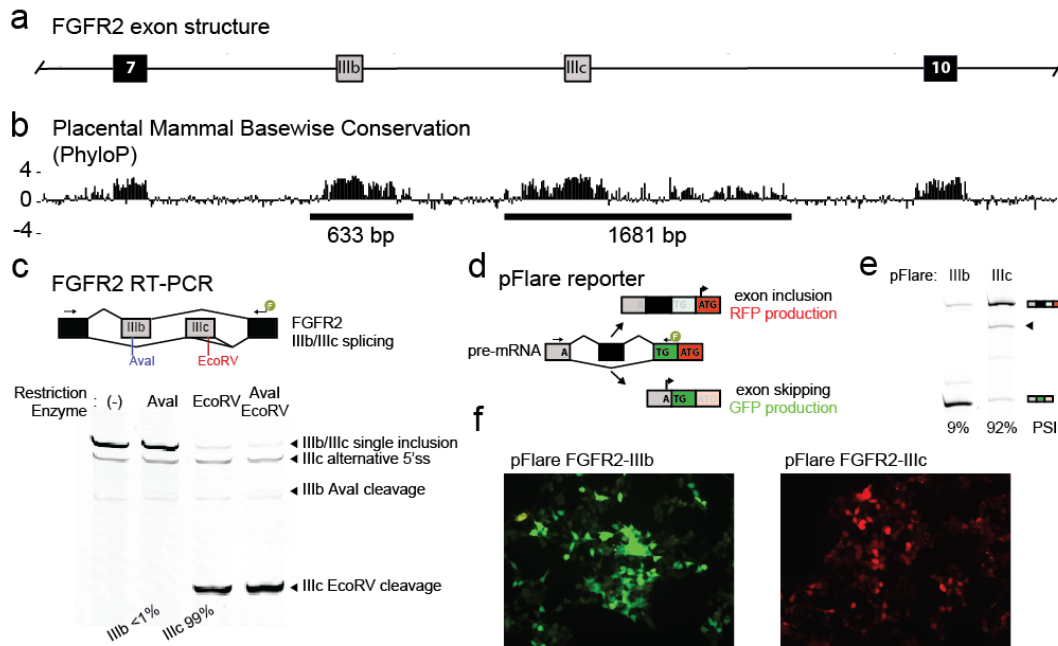 a
FGFR2 exon structure
7
IIIb
IIIc
10
b
Placental Mammal Basewise Conservation
(PhyloP)
4 -
0 -
-4 -
633 bp
1681 bp
c
FGFR2 RT-PCR
F
IIIb
IIIc
AvaI
EcoRV
FGFR2
IIIb/IIIc splicing
Restriction
Enzyme : (-) AvaI EcoRV AvaI
EcoRV
IIIb/IIIc single inclusion
IIIc alternative 5'ss
IIIb AvaI cleavage
IIIc EcoRV cleavage
IIIb <1%
IIIc 99%
d
pFlare reporter
A TG ATG
exon inclusion
RFP production
pre-mRNA
F
A TG ATG
A TG ATG
exon skipping
GFP production
e
pFlare: IIIb IIIc
9% 92% PSI
f
pFlare FGFR2-IIIb
pFlare FGFR2-IIIc